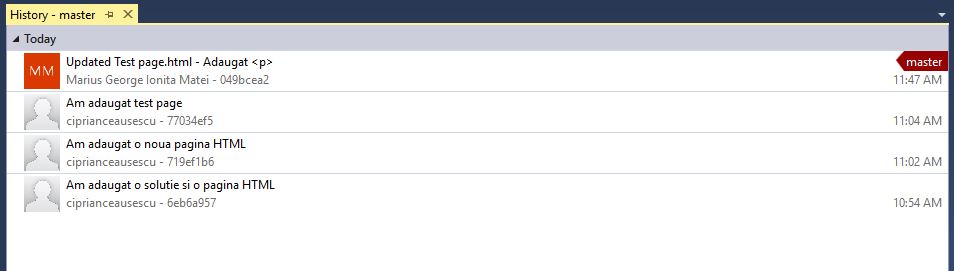 History - master
Today
MM
Updated Test page.html - Adaugat <p>
master
Marius George Ionita Matei - 049bcea2
11:47 AM
Am adaugat test page
ciprianceausescu - 77034ef5
11:04 AM
Am adaugat o noua pagina HTML
ciprianceausescu - 719ef1b6
11:02 AM
Am adaugat o solutie si o pagina HTML
ciprianceausescu - 6eb6a957
10:54 AM